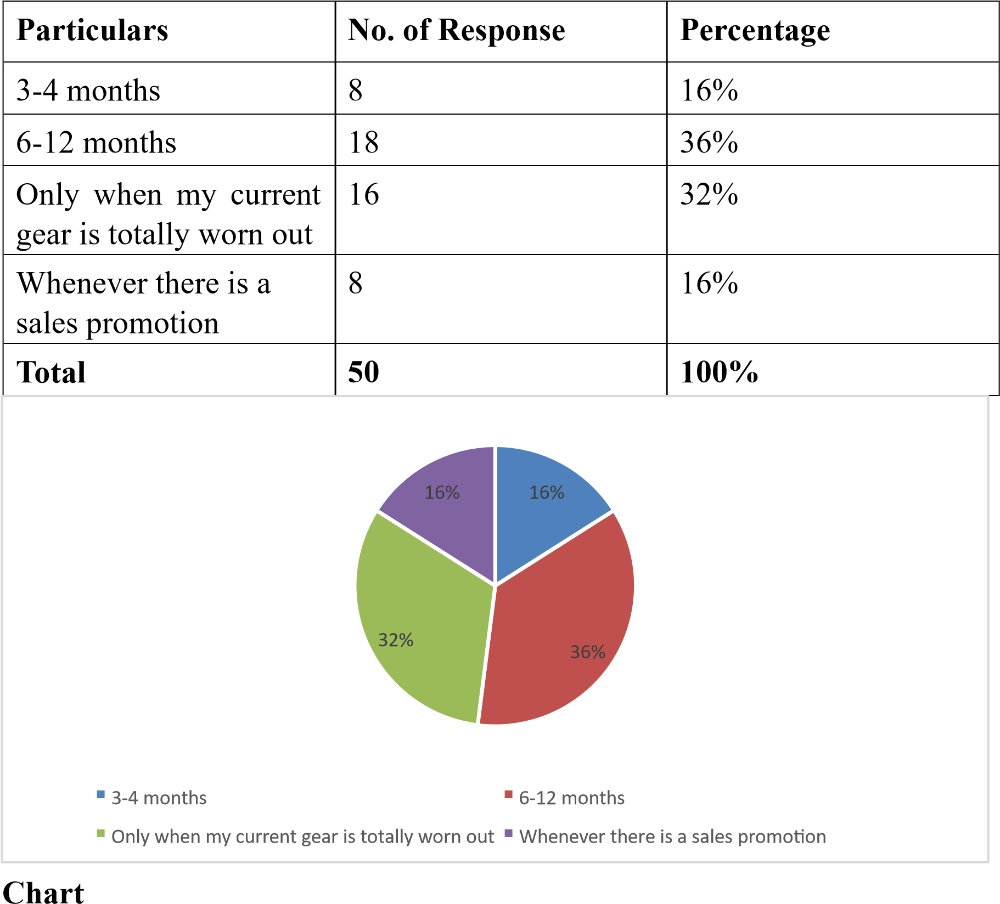 Particulars No. of Response Percentage
3-4 months 8 16%
6-12 months 18 36%
Only when my current 16 32%
gear is totally worn out
Whenever there is a 8 16%
sales promotion
Total 50 100%
16% 16%
32% 36%
3-4 months 6-12 months
Only when my current gear is totally worn out Whenever there is a sales promotion
Chart